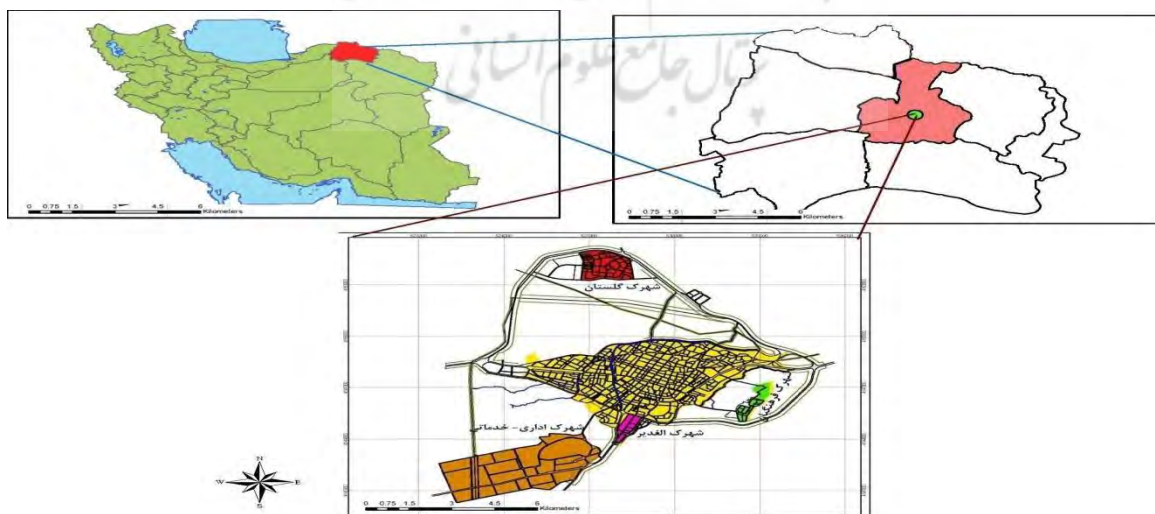 پرتال جامع علوم انسانی
0 0.75 1.5 3 4.5 6
Kilometers
0 0.75 1.5 3 4.5 6
Kilometers
شهرک گلستان
شهرک فرهنگیان
شهرک الغدیر
شهرک اداری - خدماتی
N
W E
S
0 0.75 1.5 3 4.5 6
Kilometers